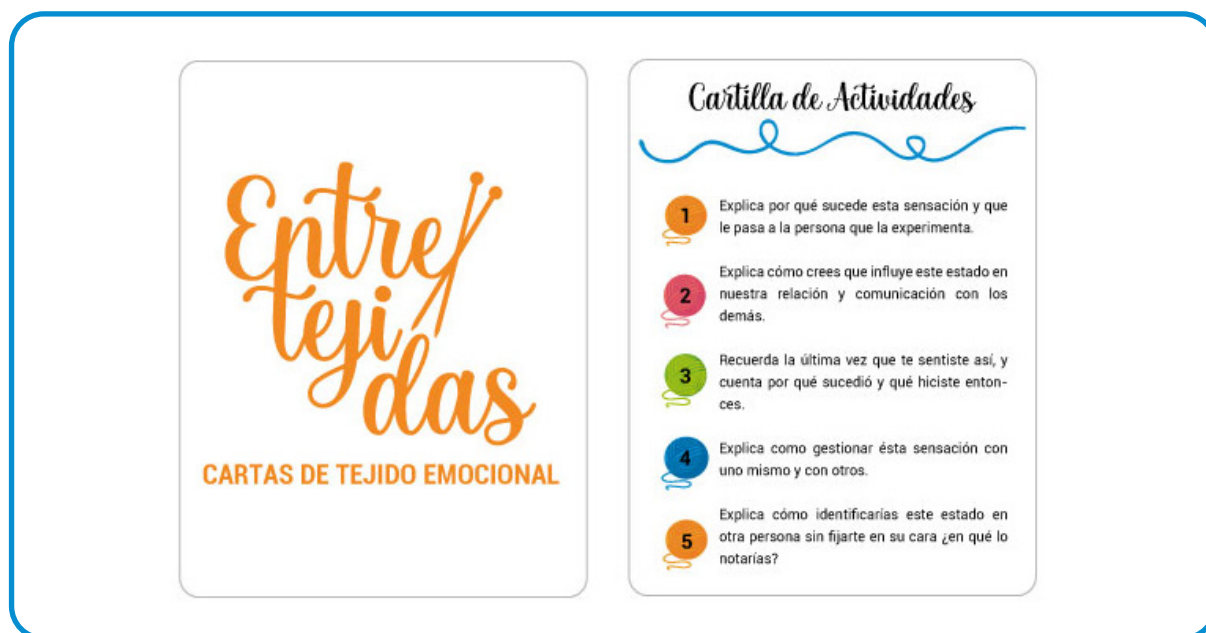 Entre
teji
das
CARTAS DE TEJIDO EMOCIONAL
Cartilla de Actividades
1
Explica por qué sucede esta sensación y que
le pasa a la persona que la experimenta.
2
Explica cómo crees que influye este estado en
nuestra relación y comunicación con los
demás.
3
Recuerda la última vez que te sentiste así, y
cuenta por qué sucedió y qué hiciste enton-
ces.
4
Explica como gestionar ésta sensación con
uno mismo y con otros.
5
Explica cómo identificarías este estado en
otra persona sin fijarte en su cara ¿en qué lo
notarías?